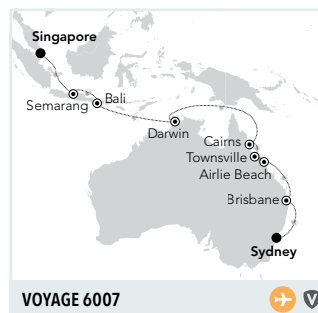 Singapore
Semarang
Bali
Darwin
Cairns
Townsville
Airlie Beach
Brisbane
Sydney
VOYAGE 6007
V